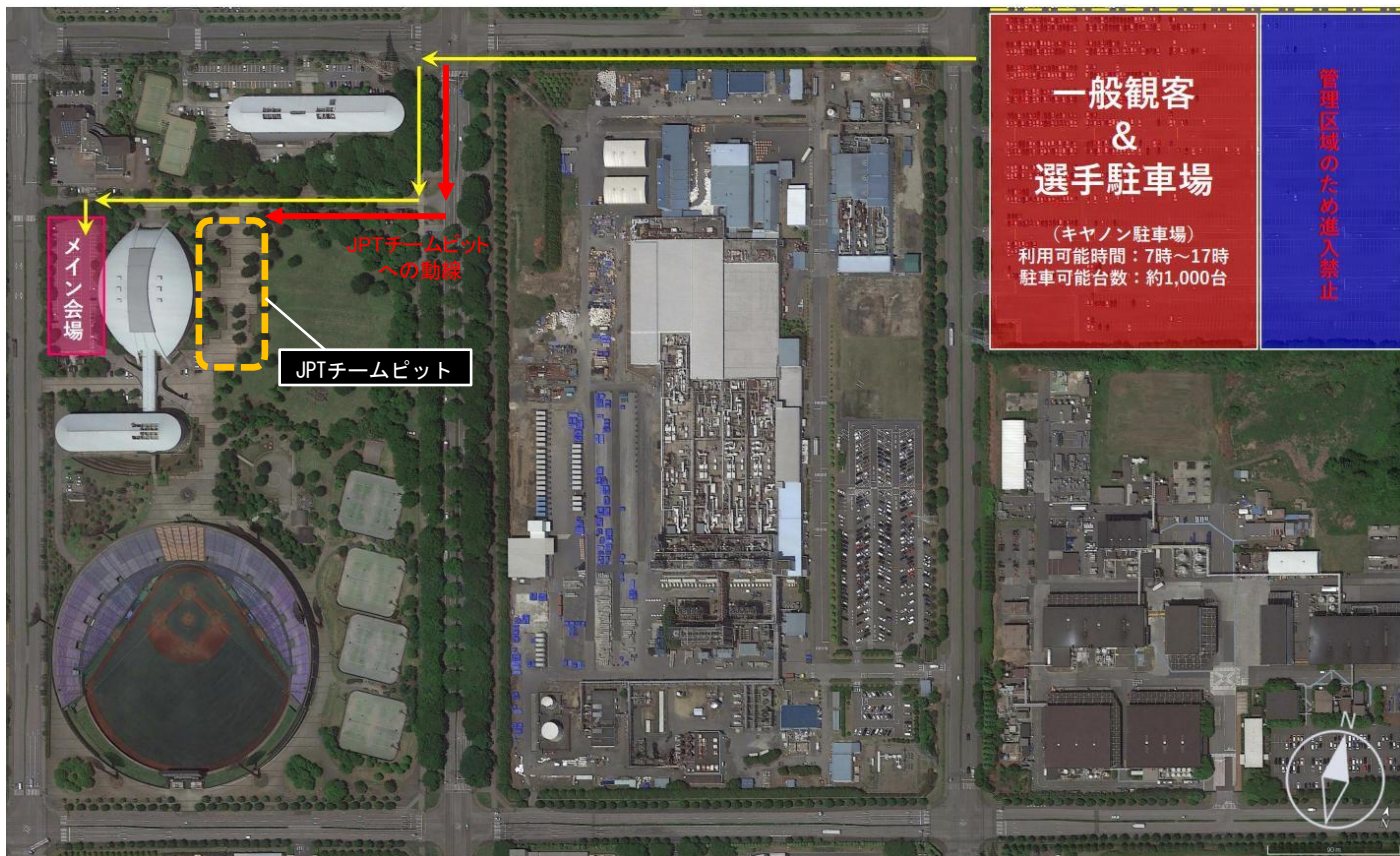 一般観客
&
選手駐車場
(キヤノン駐車場)
利用可能時間:7時~17時
駐車可能台数:約1,000台
管理区域のため進入禁止
メイン会場
JPTチームピット
への動線
JPTチームピット
N
90 m